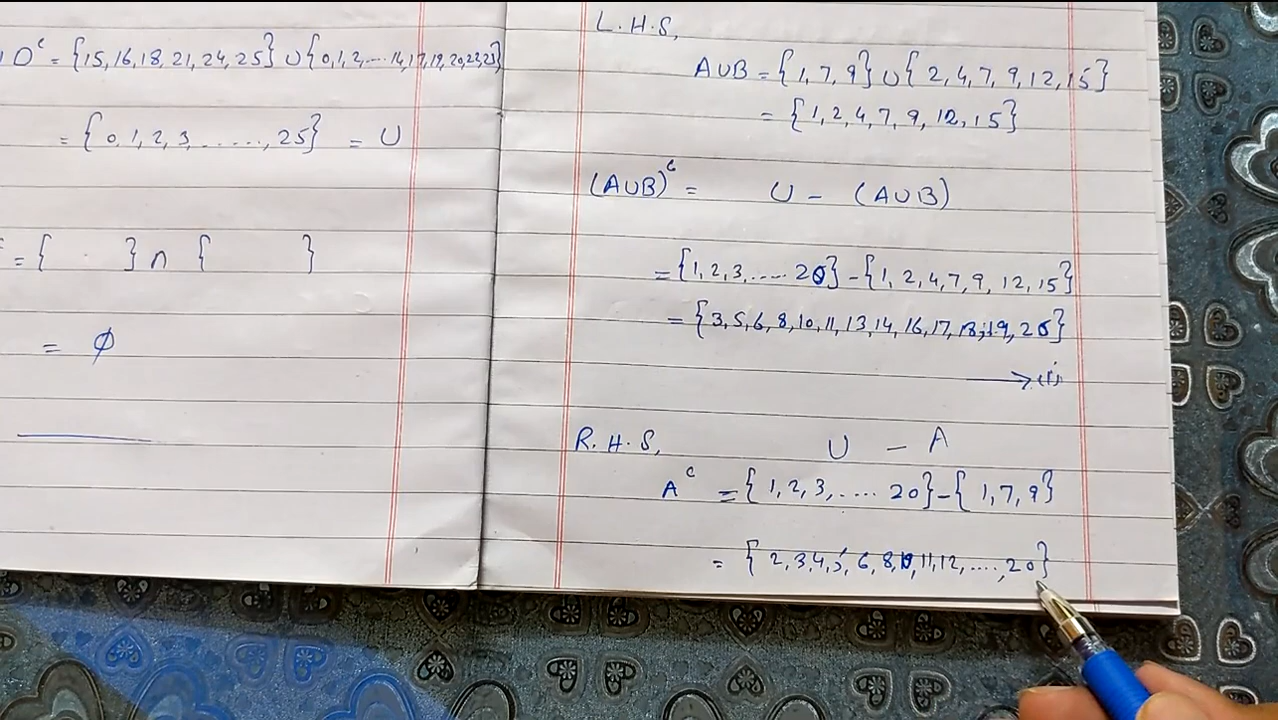 D^c = {15, 16, 18, 21, 24, 25} ∪ {0, 1, 2, .... 14, 17, 19, 20, 22, 23}
= {0, 1, 2, 3, ......, 25} = U
= { } ∩ { }
= ϕ
L.H.S,
A∪B = {1, 7, 9} ∪ {2, 4, 7, 9, 12, 15}
= {1, 2, 4, 7, 9, 12, 15}
(A∪B)^c = U - (A∪B)
= {1, 2, 3, ..... 20} - {1, 2, 4, 7, 9, 12, 15}
= {3, 5, 6, 8, 10, 11, 13, 14, 16, 17, 18, 19, 20}
→ (i)
R.H.S, U - A
A^c = {1, 2, 3, .... 20} - {1, 7, 9}
= {2, 3, 4, 5, 6, 8, 10, 11, 12, ...., 20}